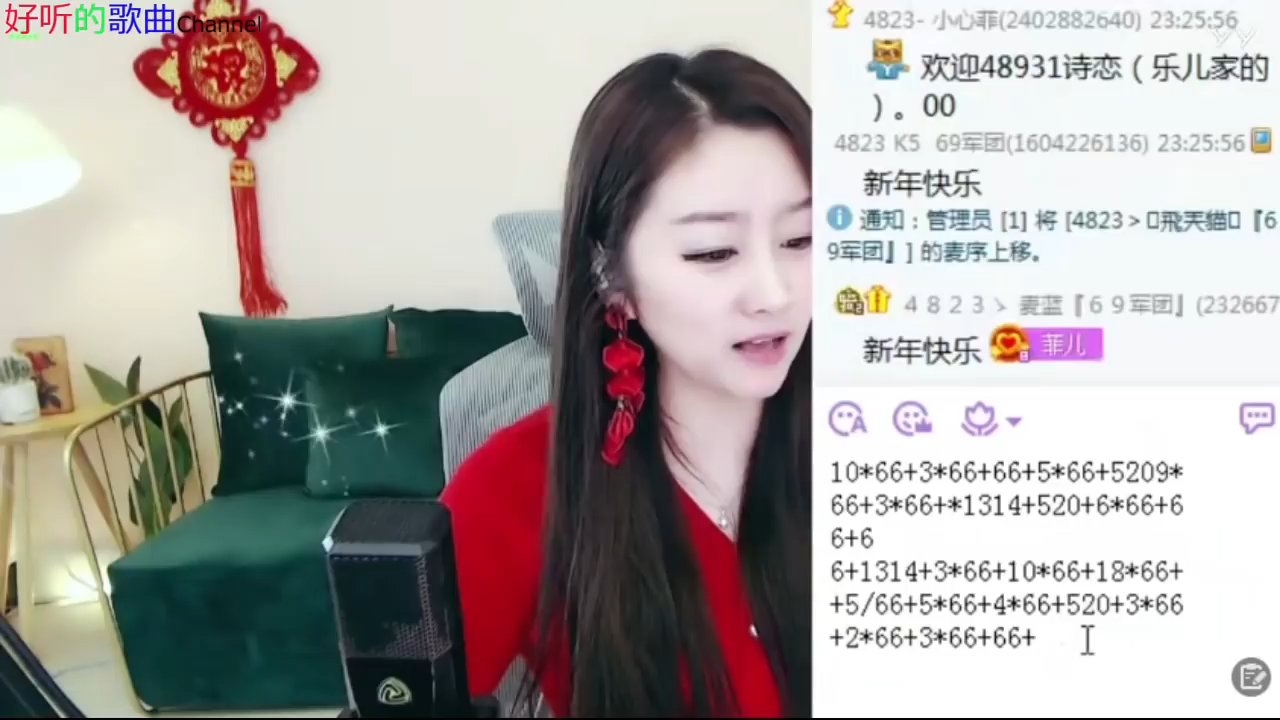 好听的歌曲Channel
4823- 小心菲(2402882640) 23:25:56
欢迎48931诗恋（乐儿家的
）。00
4823 K5 69军团(1604226136) 23:25:56
新年快乐
通知：管理员 [1] 将 [4823＞飛天貓『6
9军团』] 的麦序上移。
4823﹥麦蓝『69军团』(232667
新年快乐 菲儿
10*66+3*66+66+5*66+5209*
66+3*66+*1314+520+6*66+6
6+6
6+1314+3*66+10*66+18*66+
+5/66+5*66+4*66+520+3*66
+2*66+3*66+66+